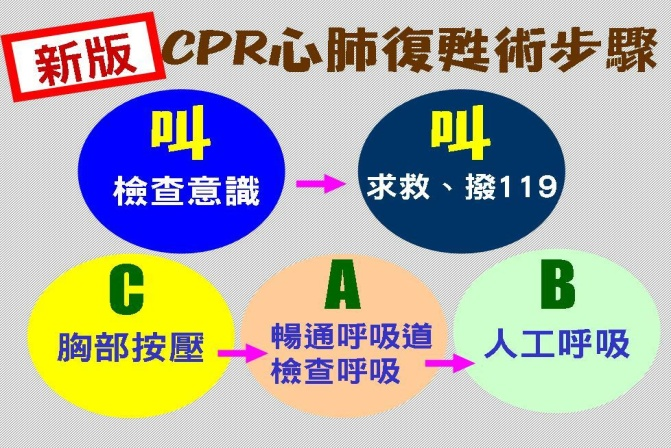 新版 CPR心肺復甦術步驟
叫
檢查意識
叫
求救、撥119
C
胸部按壓
A
暢通呼吸道
檢查呼吸
B
人工呼吸